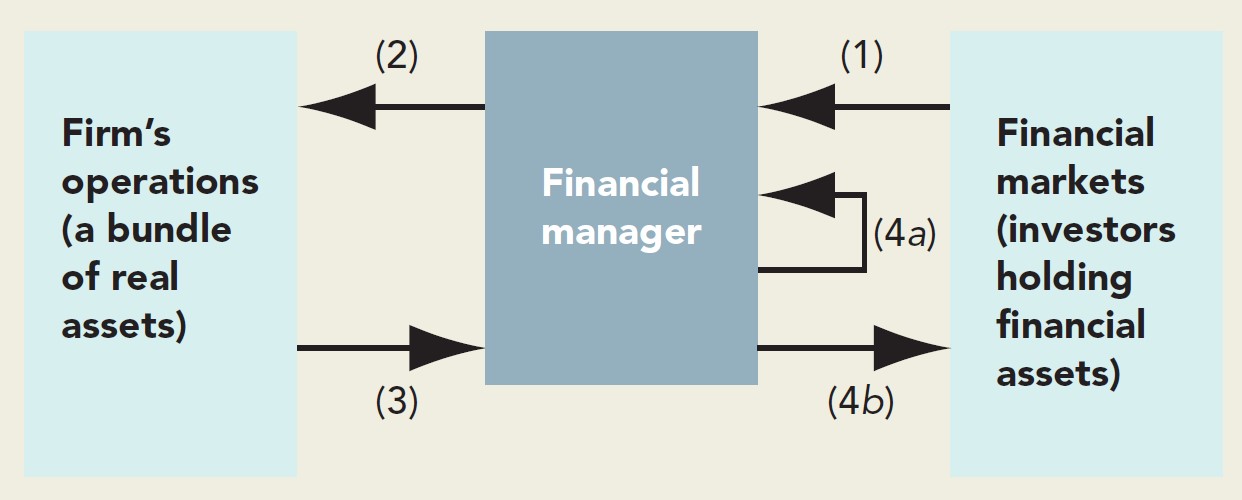 Firm’s
operations
(a bundle
of real
assets)
(2)
(3)
Financial
manager
(1)
(4a)
(4b)
Financial
markets
(investors
holding
financial
assets)